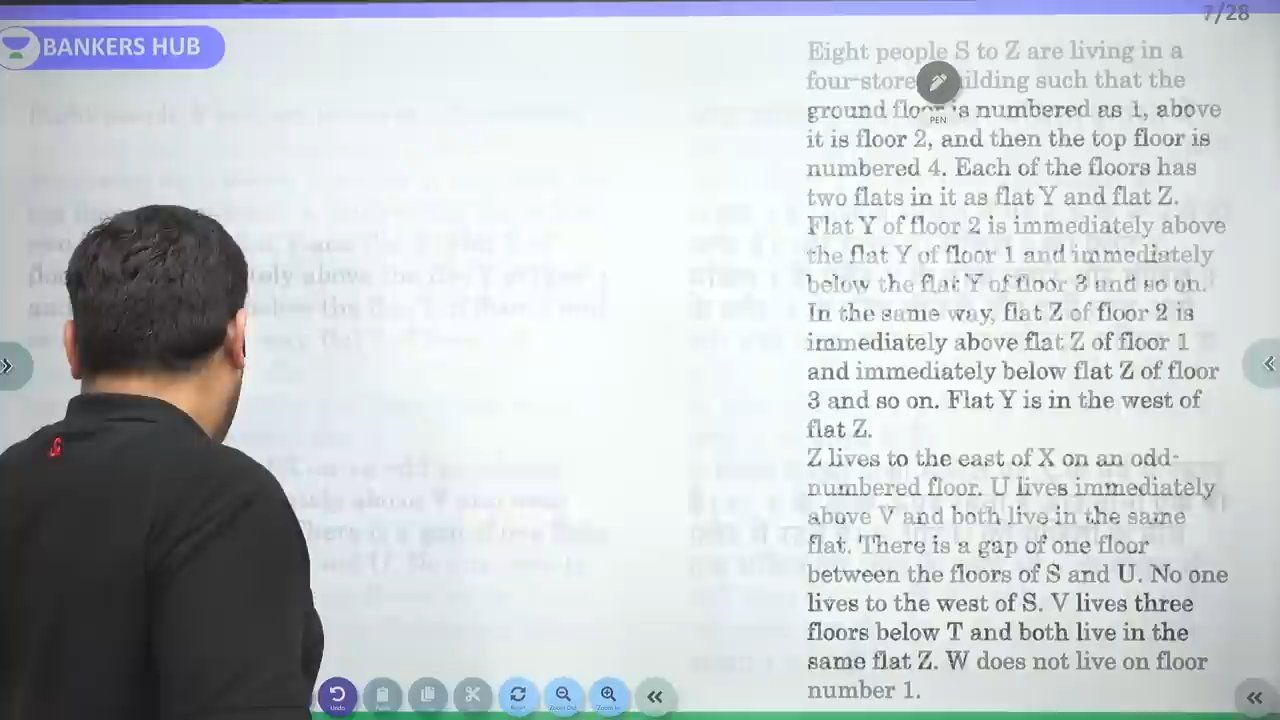 7/28
BANKERS HUB
Eight people S to Z are living in a
four-store ilding such that the
ground floor is numbered as 1, above
it is floor 2, and then the top floor is
numbered 4. Each of the floors has
two flats in it as flat Y and flat Z.
Flat Y of floor 2 is immediately above
the flat Y of floor 1 and immediately
below the flat Y of floor 3 and so on.
In the same way, flat Z of floor 2 is
immediately above flat Z of floor 1
and immediately below flat Z of floor
3 and so on. Flat Y is in the west of
flat Z.
Z lives to the east of X on an odd-
numbered floor. U lives immediately
above V and both live in the same
flat. There is a gap of one floor
between the floors of S and U. No one
lives to the west of S. V lives three
floors below T and both live in the
same flat Z. W does not live on floor
number 1.
PEN
Undo
Zoom Out
Zoom In